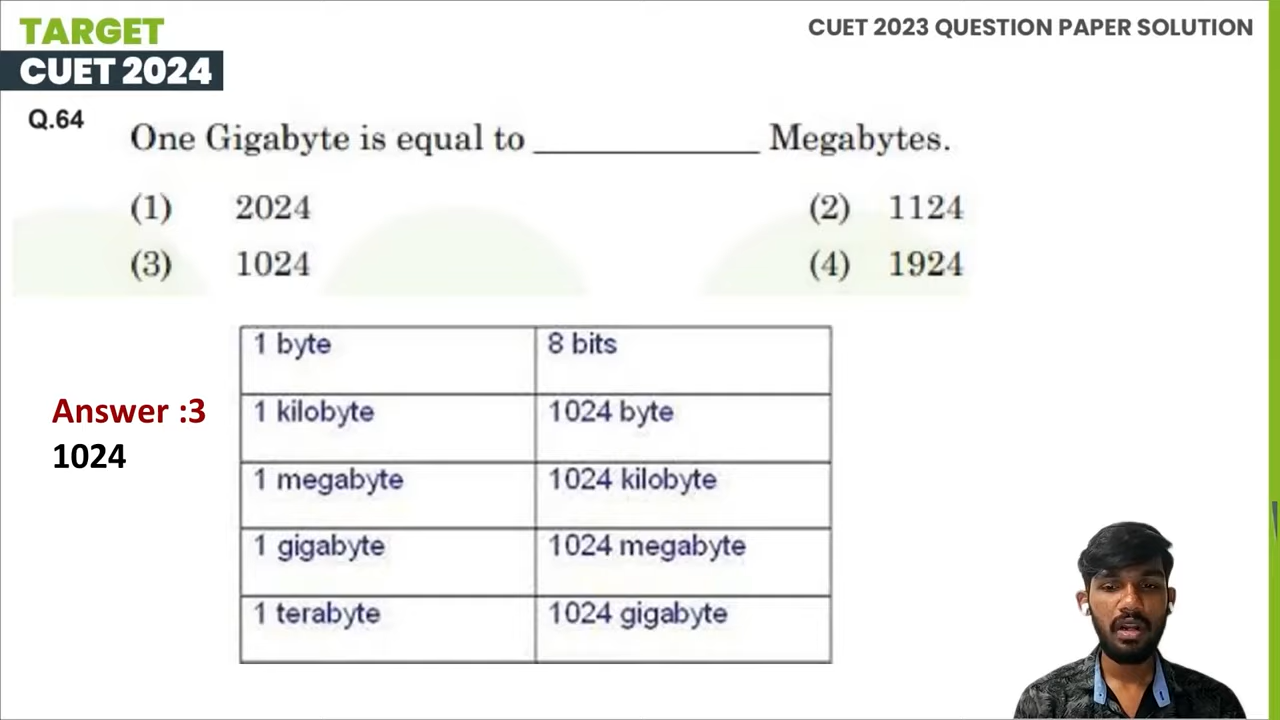 TARGET
CUET 2024
CUET 2023 QUESTION PAPER SOLUTION
Q.64
One Gigabyte is equal to ______________ Megabytes.
(1) 2024 (2) 1124
(3) 1024 (4) 1924
Answer :3
1024
1 byte 8 bits
1 kilobyte 1024 byte
1 megabyte 1024 kilobyte
1 gigabyte 1024 megabyte
1 terabyte 1024 gigabyte